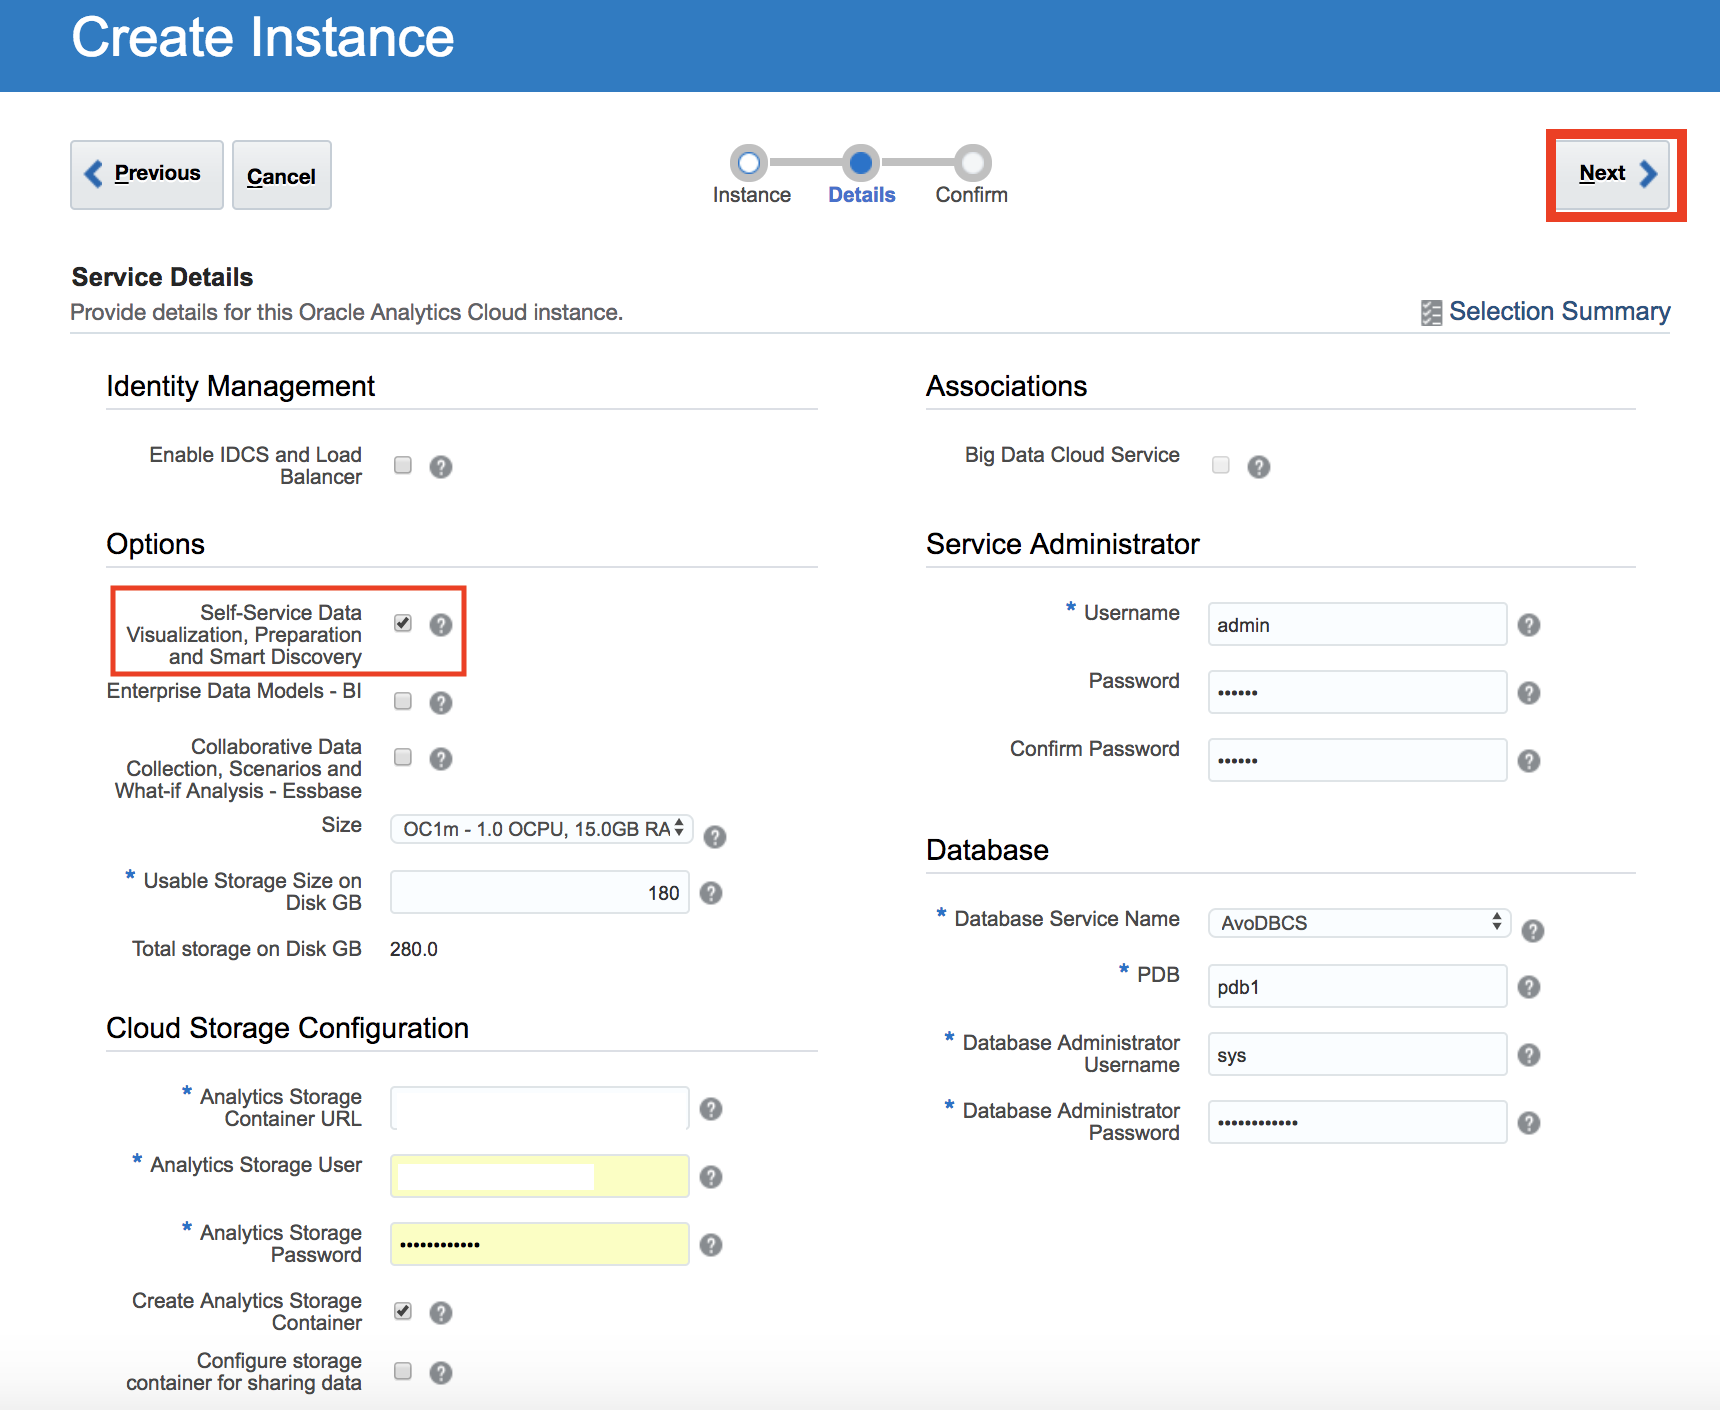 Create Instance
Previous
Cancel
Instance
Details
Confirm
Next
Service Details
Provide details for this Oracle Analytics Cloud instance.
Selection Summary
Identity Management
Enable IDCS and Load
Balancer
?
Options
Self-Service Data
Visualization, Preparation
and Smart Discovery
?
Enterprise Data Models - BI
?
Collaborative Data
Collection, Scenarios and
What-if Analysis - Essbase
?
Size
OC1m - 1.0 OCPU, 15.0GB RA
?
* Usable Storage Size on
Disk GB
180
?
Total storage on Disk GB
280.0
Cloud Storage Configuration
* Analytics Storage
Container URL
?
* Analytics Storage User
?
* Analytics Storage
Password
••••••••••••
?
Create Analytics Storage
Container
?
Configure storage
container for sharing data
?
Associations
Big Data Cloud Service
?
Service Administrator
* Username
admin
?
Password
••••••
?
Confirm Password
••••••
?
Database
* Database Service Name
AvoDBCS
?
* PDB
pdb1
?
* Database Administrator
Username
sys
?
* Database Administrator
Password
••••••••••••
?